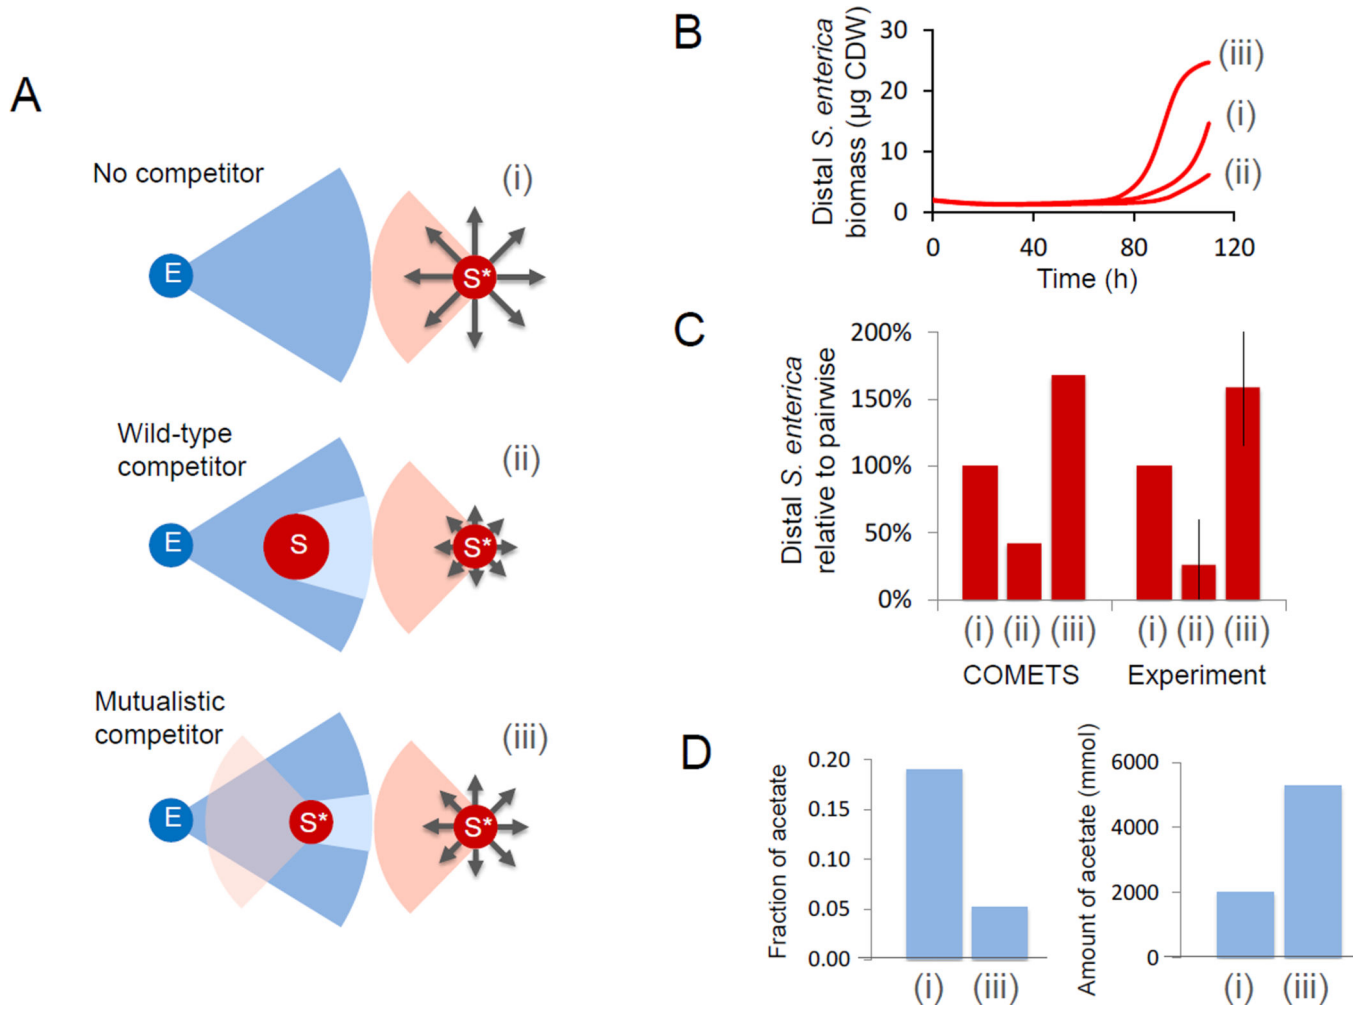 A
No competitor
(i)
E
S*
Wild-type
competitor
(ii)
E
S
S*
Mutualistic
competitor
(iii)
E
S*
S*
B
Distal S. enterica
biomass (µg CDW)
30
20
10
0
0
40
80
120
Time (h)
(iii)
(i)
(ii)
C
Distal S. enterica
relative to pairwise
200%
150%
100%
50%
0%
(i) (ii) (iii)
(i) (ii) (iii)
COMETS
Experiment
D
Fraction of acetate
0.20
0.15
0.10
0.05
0.00
(i)
(iii)
Amount of acetate (mmol)
6000
4000
2000
0
(i)
(iii)